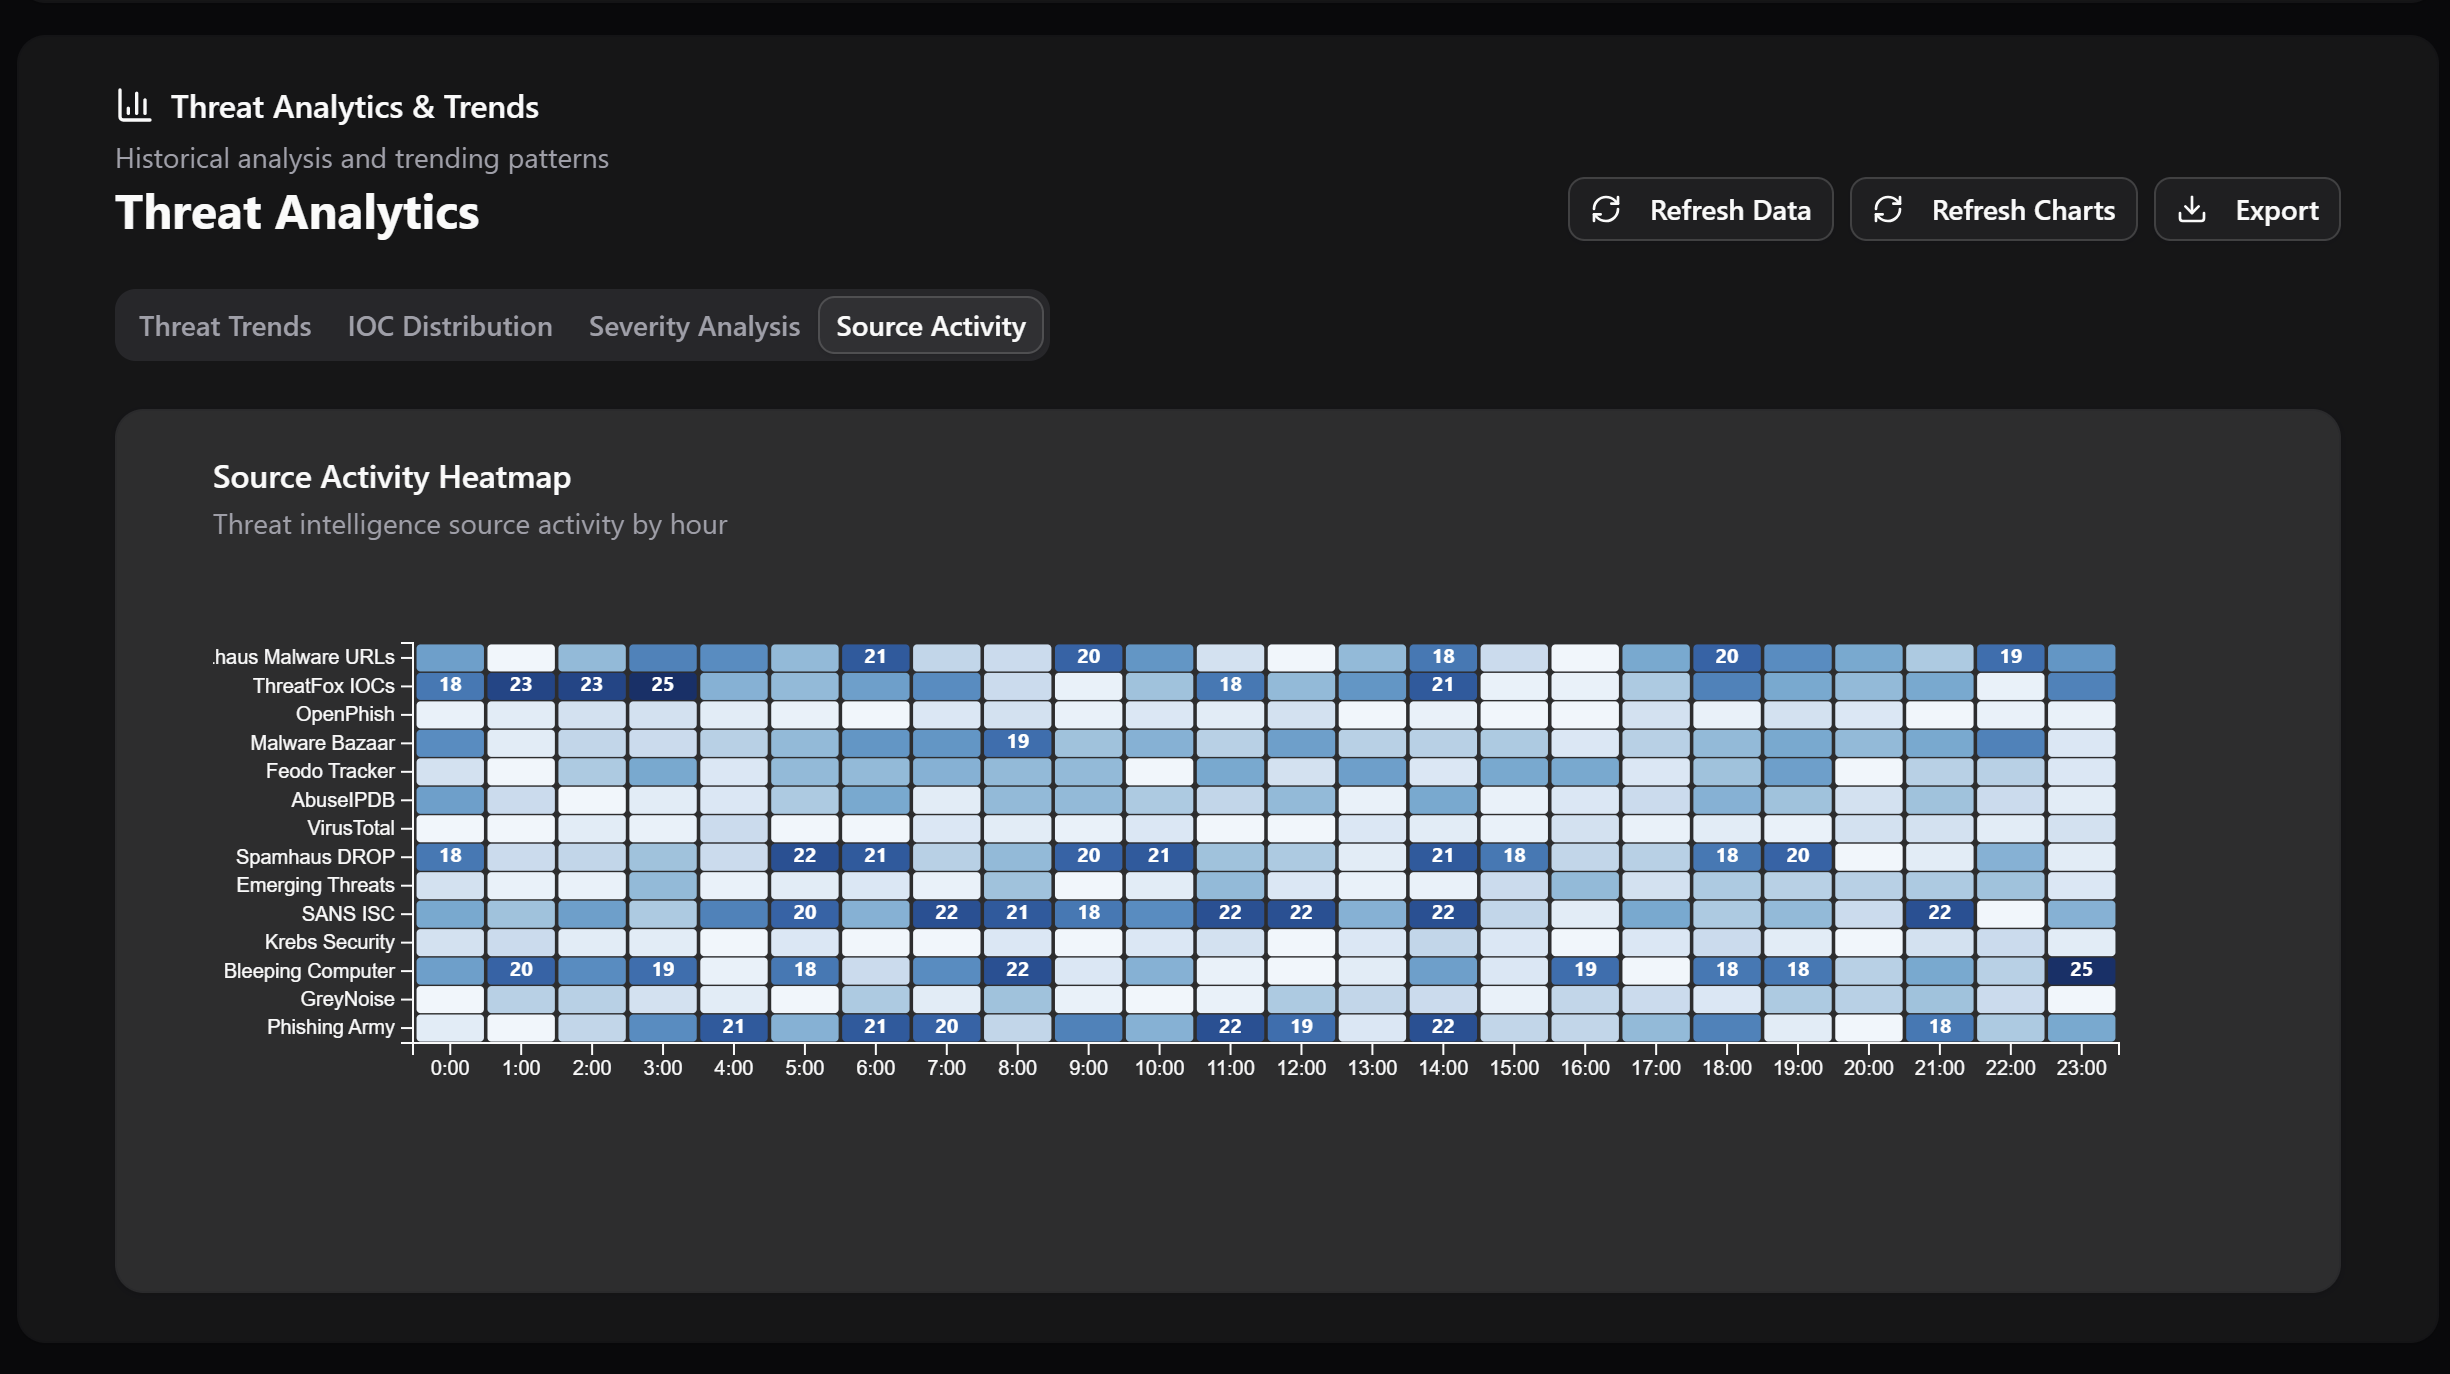 Threat Analytics & Trends
Historical analysis and trending patterns
Threat Analytics
Refresh Data
Refresh Charts
Export
Threat Trends
IOC Distribution
Severity Analysis
Source Activity
Source Activity Heatmap
Threat intelligence source activity by hour
.haus Malware URLs 21 20 18 20 19
ThreatFox IOCs 18 23 23 25 18 21
OpenPhish
Malware Bazaar 19
Feodo Tracker
AbuseIPDB
VirusTotal
Spamhaus DROP 18 22 21 20 21 21 18 18 20
Emerging Threats
SANS ISC 20 22 21 18 22 22 22 22
Krebs Security
Bleeping Computer 20 19 18 22 19 18 18 25
GreyNoise
Phishing Army 21 21 20 22 19 22 18
0:00 1:00 2:00 3:00 4:00 5:00 6:00 7:00 8:00 9:00 10:00 11:00 12:00 13:00 14:00 15:00 16:00 17:00 18:00 19:00 20:00 21:00 22:00 23:00